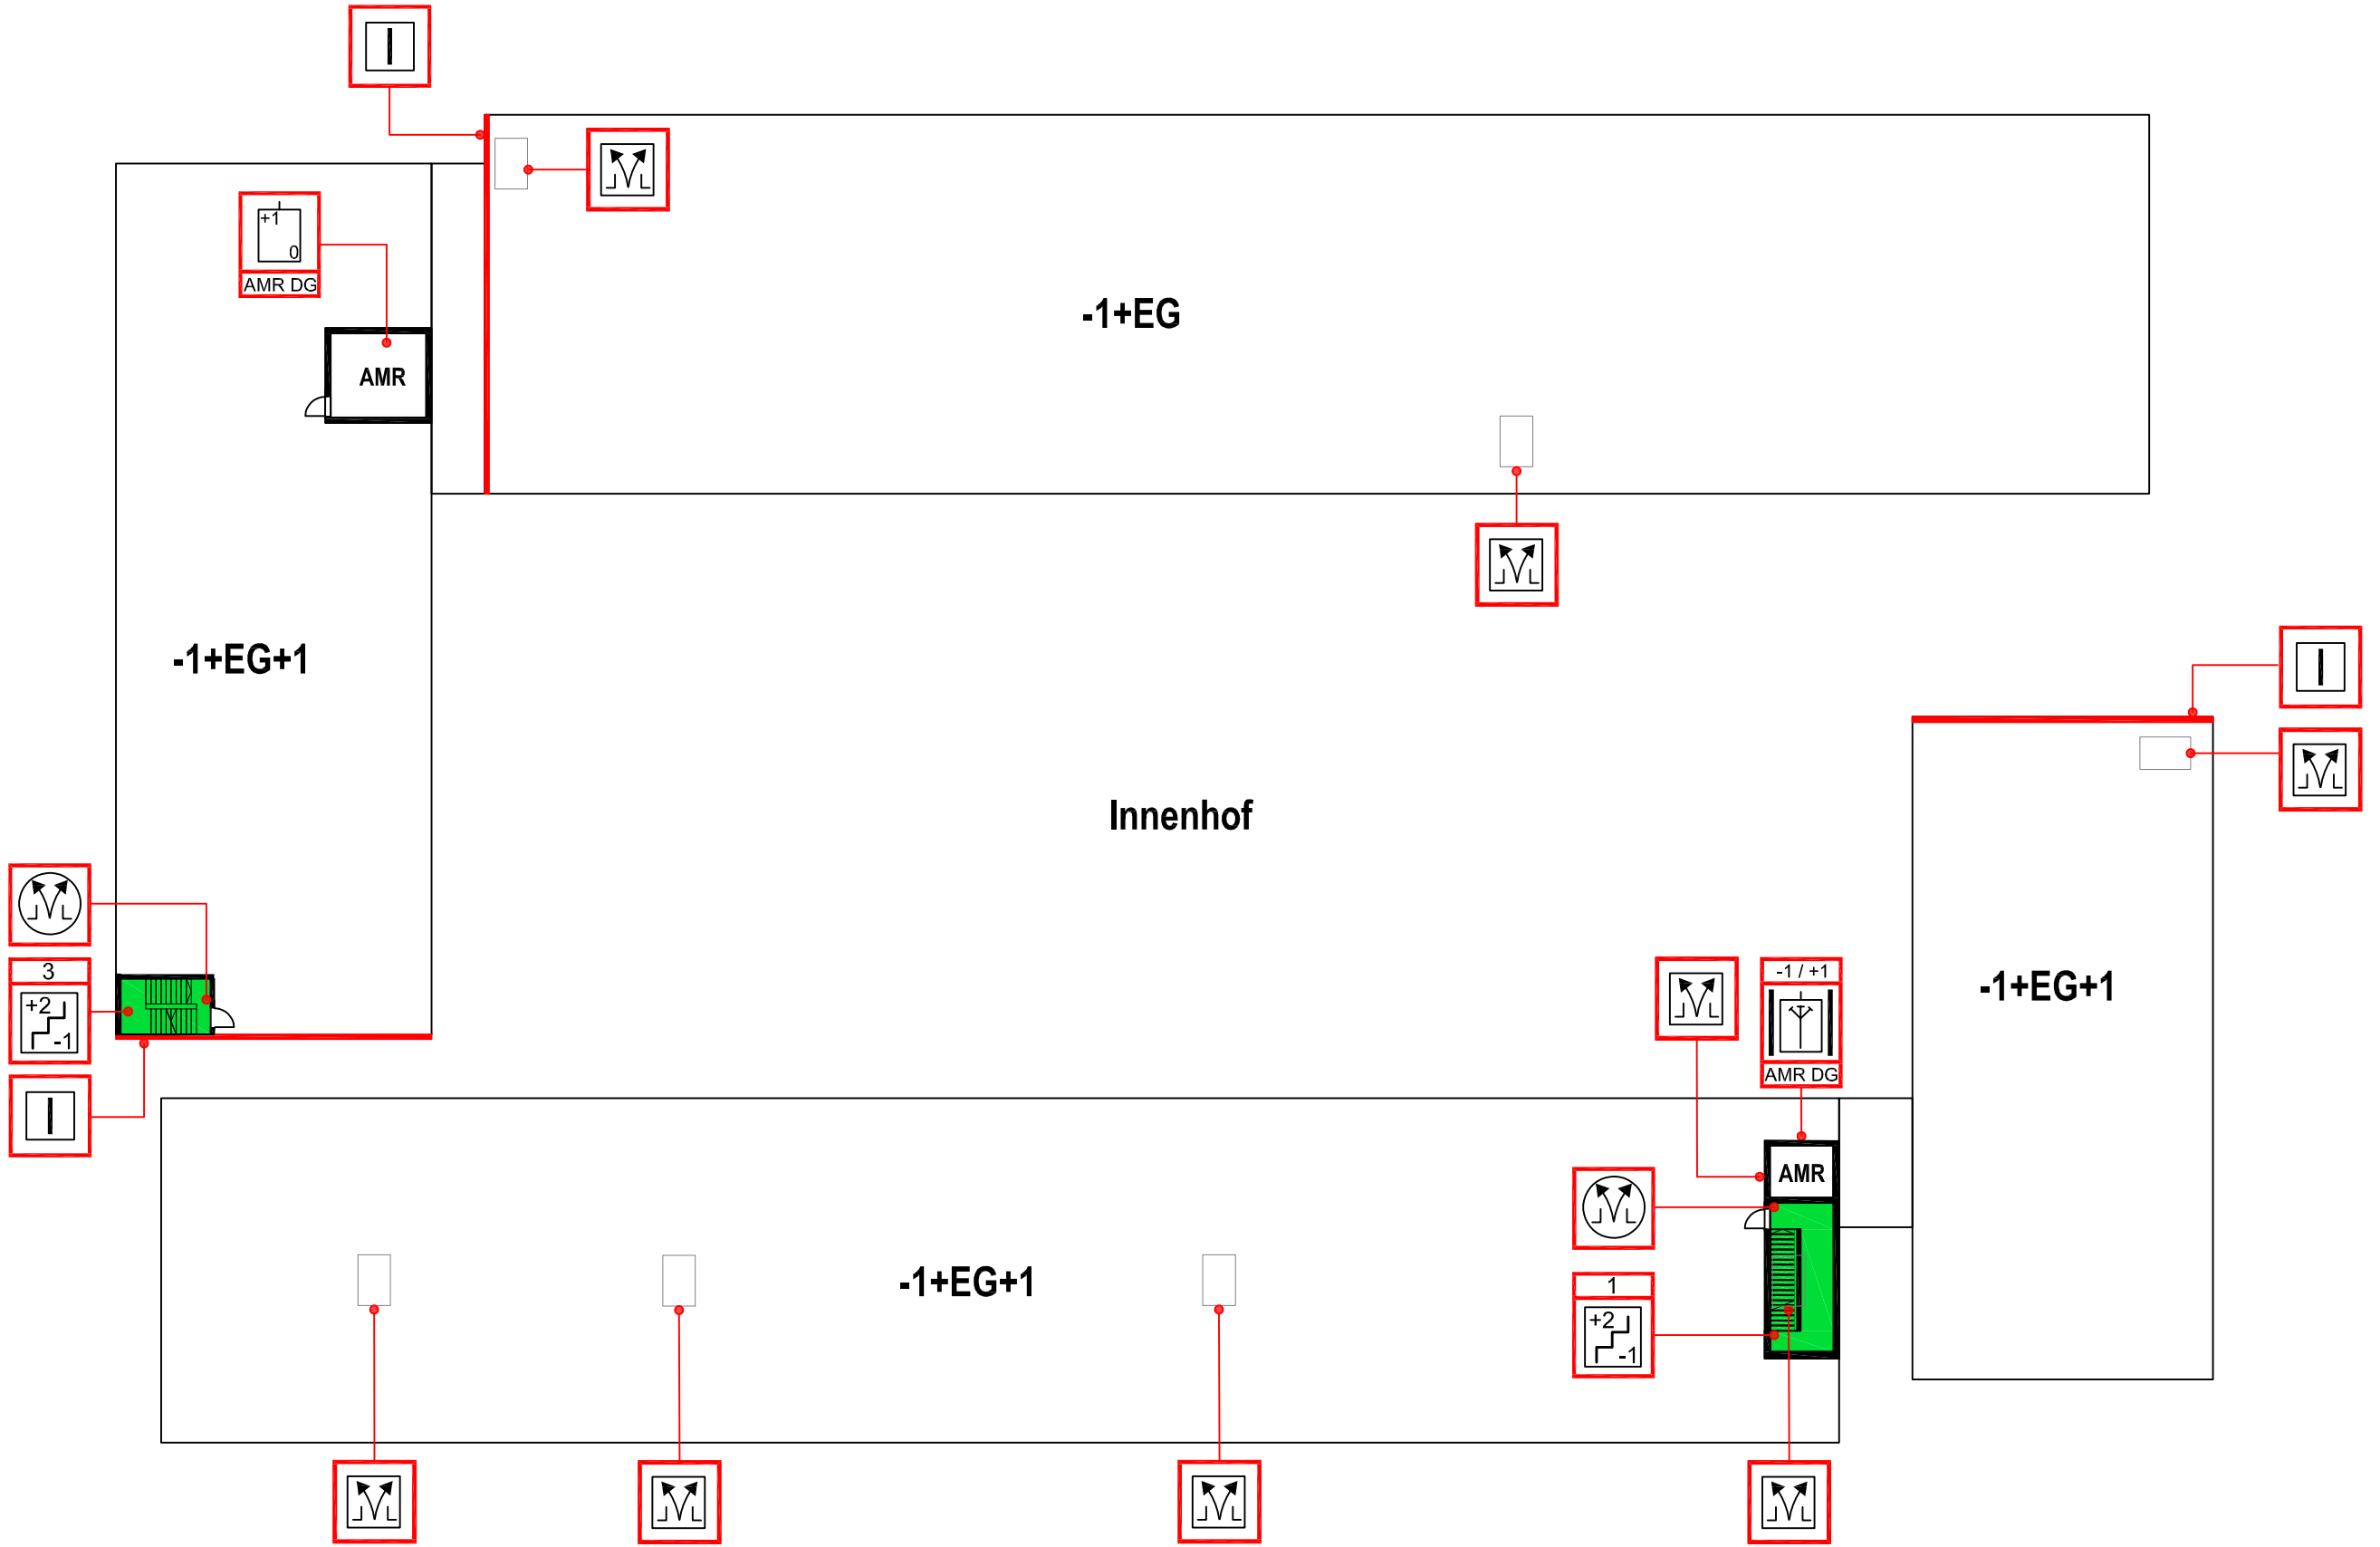 +1
0
AMR DG
-1+EG
AMR
-1+EG+1
Innenhof
3
+2
-1
-1 / +1
AMR DG
-1+EG+1
AMR
1
+2
-1
-1+EG+1